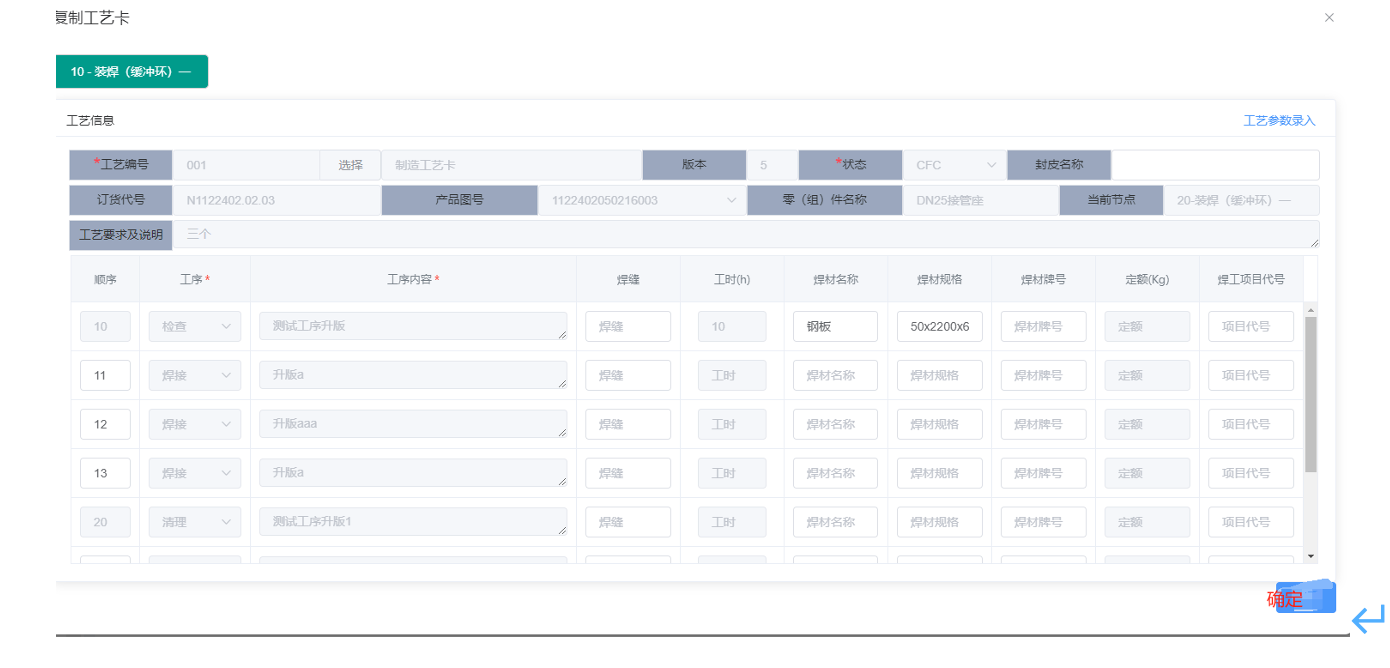 复制工艺卡 ×
10 - 装焊（缓冲环）—
工艺信息 工艺参数录入
*工艺编号 001 选择 制造工艺卡 版本 5 *状态 CFC 封皮名称
订货代号 N1122402.02.03 产品图号 1122402050216003 零（组）件名称 DN25接管座 当前节点 20-装焊（缓冲环）—
工艺要求及说明 三个
顺序 工序* 工序内容* 焊缝 工时(h) 焊材名称 焊材规格 焊材牌号 定额(Kg) 焊工项目代号
10 检查 测试工序升版 焊缝 10 钢板 50x2200x6 焊材牌号 定额 项目代号
11 焊接 升版a 焊缝 工时 焊材名称 焊材规格 焊材牌号 定额 项目代号
12 焊接 升版aaa 焊缝 工时 焊材名称 焊材规格 焊材牌号 定额 项目代号
13 焊接 升版a 焊缝 工时 焊材名称 焊材规格 焊材牌号 定额 项目代号
20 清理 测试工序升版1 焊缝 工时 焊材名称 焊材规格 焊材牌号 定额 项目代号
确定